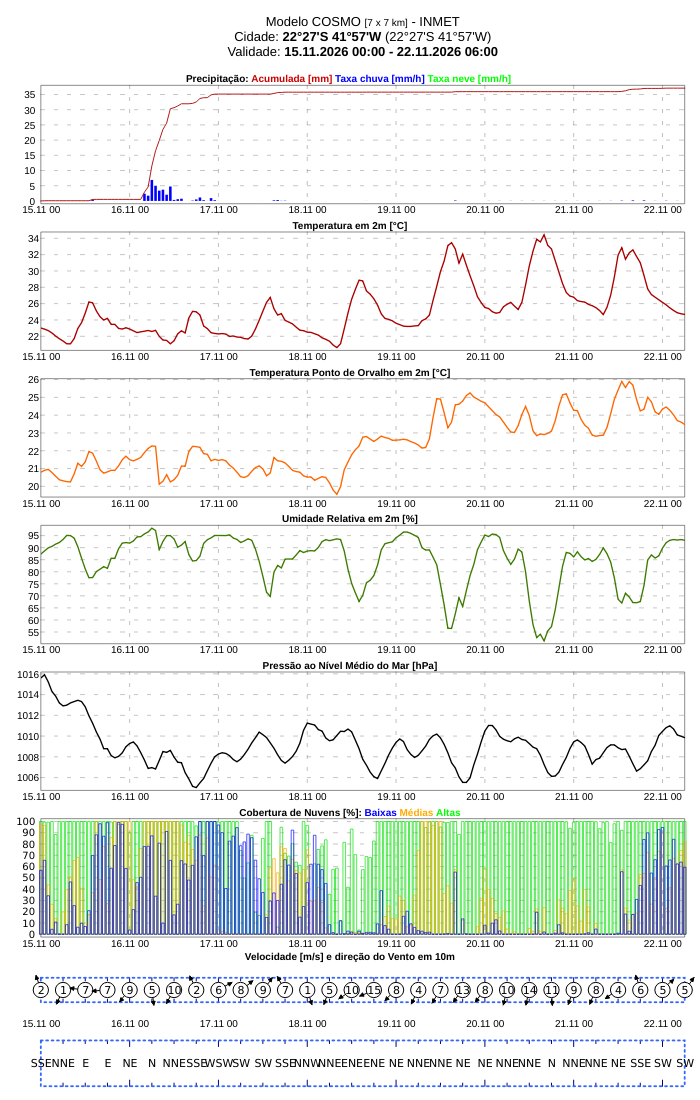 Modelo COSMO [7 x 7 km] - INMET
Cidade: 22°27'S 41°57'W (22°27'S 41°57'W)
Validade: 15.11.2026 00:00 - 22.11.2026 06:00
Precipitação: Acumulada [mm] Taxa chuva [mm/h] Taxa neve [mm/h]
35
30
25
20
15
10
5
0
15.11 00 16.11 00 17.11 00 18.11 00 19.11 00 20.11 00 21.11 00 22.11 00
Temperatura em 2m [°C]
34
32
30
28
26
24
22
15.11 00 16.11 00 17.11 00 18.11 00 19.11 00 20.11 00 21.11 00 22.11 00
Temperatura Ponto de Orvalho em 2m [°C]
26
25
24
23
22
21
20
15.11 00 16.11 00 17.11 00 18.11 00 19.11 00 20.11 00 21.11 00 22.11 00
Umidade Relativa em 2m [%]
95
90
85
80
75
70
65
60
55
15.11 00 16.11 00 17.11 00 18.11 00 19.11 00 20.11 00 21.11 00 22.11 00
Pressão ao Nível Médio do Mar [hPa]
1016
1014
1012
1010
1008
1006
15.11 00 16.11 00 17.11 00 18.11 00 19.11 00 20.11 00 21.11 00 22.11 00
Cobertura de Nuvens [%]: Baixas Médias Altas
100
90
80
70
60
50
40
30
20
10
0
15.11 00 16.11 00 17.11 00 18.11 00 19.11 00 20.11 00 21.11 00 22.11 00
Velocidade [m/s] e direção do Vento em 10m
2 1 7 7 9 5 10 2 6 8 9 7 1 5 10 15 8 4 7 13 8 10 14 11 9 8 4 6 5 5
15.11 00 16.11 00 17.11 00 18.11 00 19.11 00 20.11 00 21.11 00 22.11 00
SSE NNE E E NE N NNE SSE WSW SW SW SSE NNW NNE ENE ENE NE NNE NNE NE NE NNE NNE N NNE NNE NE SSE SW SW